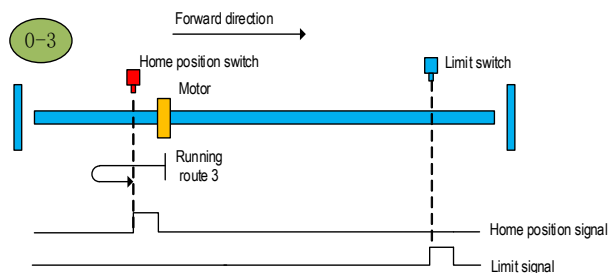 0-3
Forward direction
Home position switch
Limit switch
Motor
Running
route 3
Home position signal
Limit signal